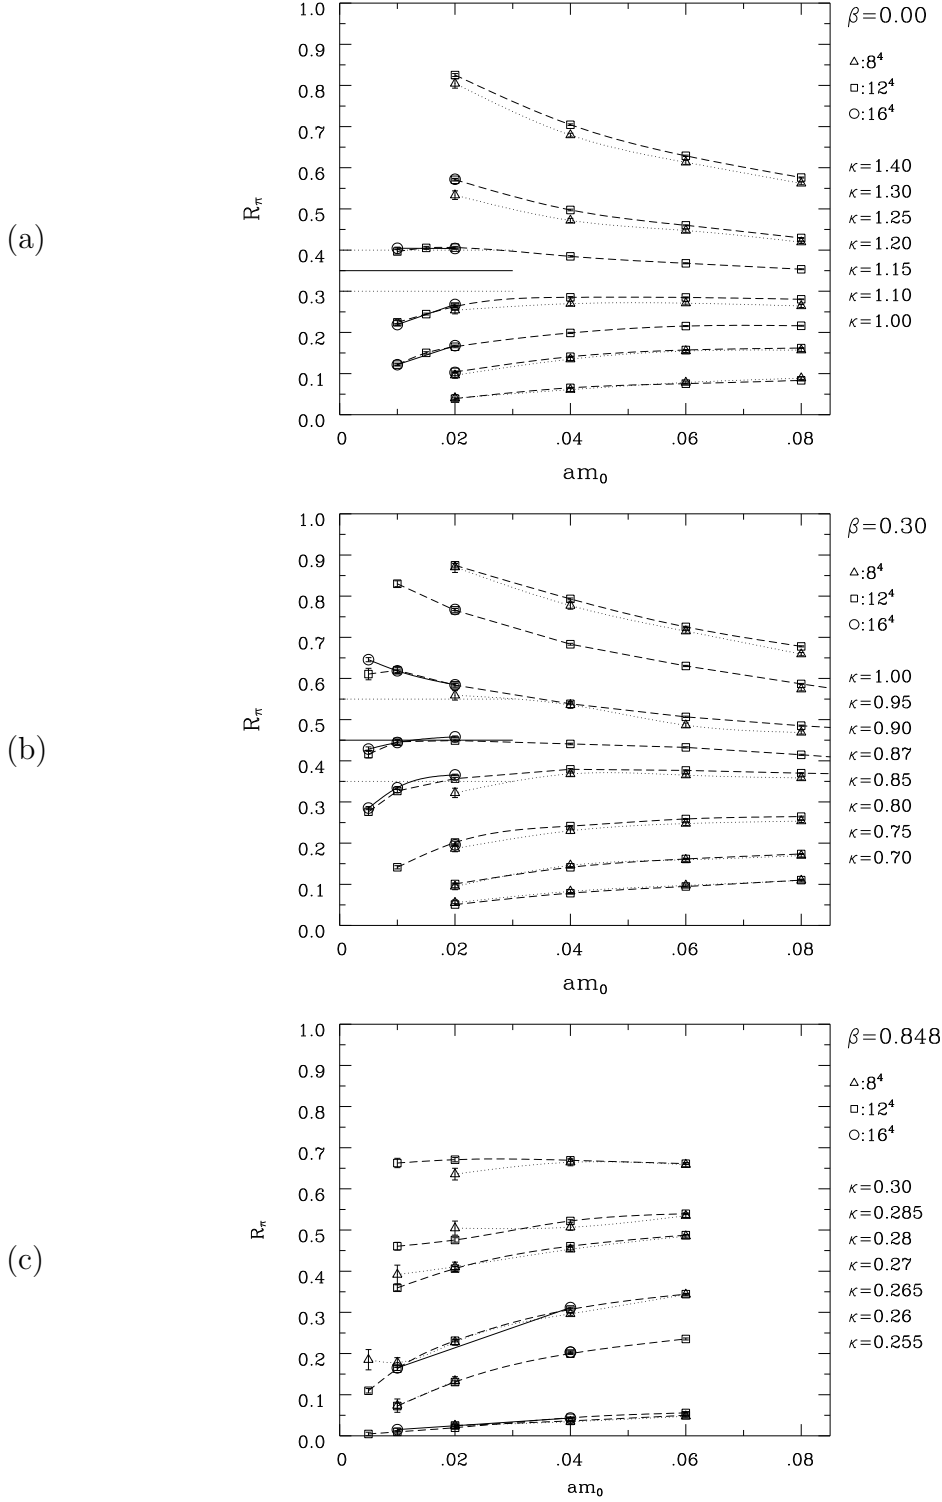 (a)
1.0
0.9
0.8
0.7
0.6
0.5
0.4
0.3
0.2
0.1
0.0
R_π
0 .02 .04 .06 .08
am₀
β=0.00
△:8⁴
□:12⁴
○:16⁴
κ=1.40
κ=1.30
κ=1.25
κ=1.20
κ=1.15
κ=1.10
κ=1.00
(b)
1.0
0.9
0.8
0.7
0.6
0.5
0.4
0.3
0.2
0.1
0.0
R_π
0 .02 .04 .06 .08
am₀
β=0.30
△:8⁴
□:12⁴
○:16⁴
κ=1.00
κ=0.95
κ=0.90
κ=0.87
κ=0.85
κ=0.80
κ=0.75
κ=0.70
(c)
1.0
0.9
0.8
0.7
0.6
0.5
0.4
0.3
0.2
0.1
0.0
R_π
0 .02 .04 .06 .08
am₀
β=0.848
△:8⁴
□:12⁴
○:16⁴
κ=0.30
κ=0.285
κ=0.28
κ=0.27
κ=0.265
κ=0.26
κ=0.255